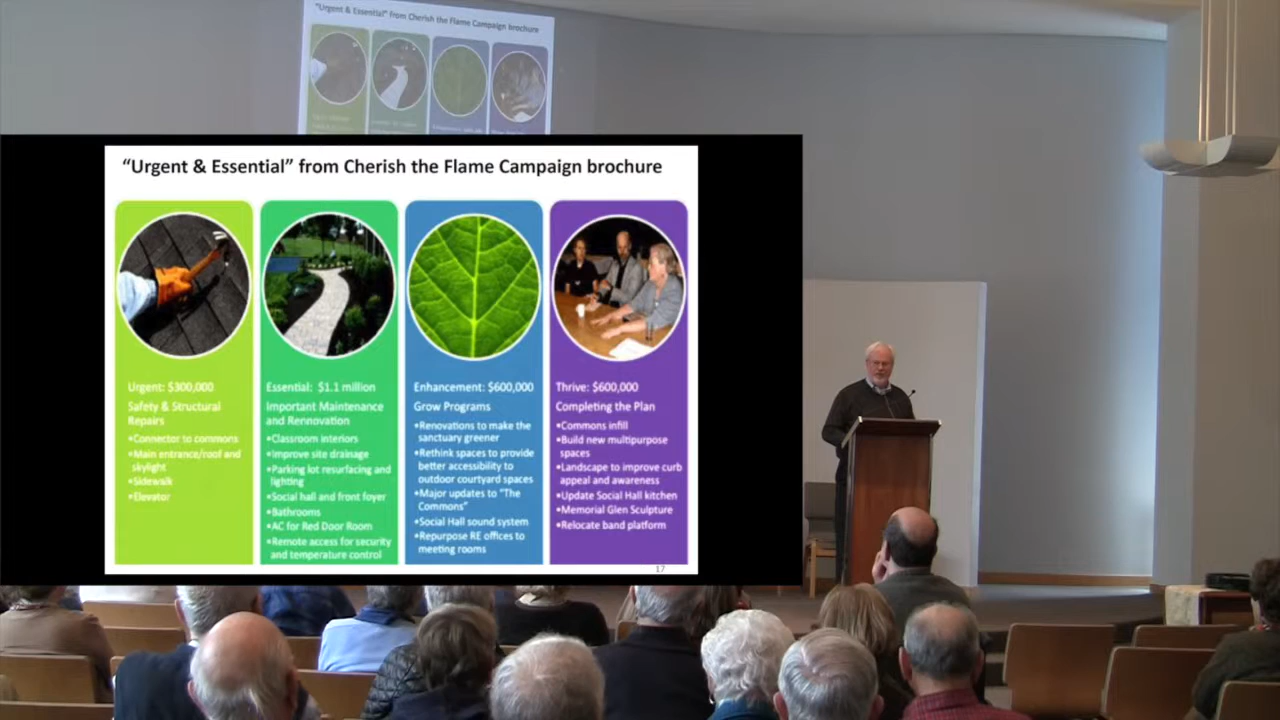 "Urgent & Essential" from Cherish the Flame Campaign brochure
"Urgent & Essential" from Cherish the Flame Campaign brochure
Urgent: $300,000
Safety & Structural
Repairs
•Connector to commons
•Main entrance/roof and
skylight
•Sidewalk
•Elevator
Essential: $1.1 million
Important Maintenance
and Rennovation
•Classroom interiors
•Improve site drainage
•Parking lot resurfacing and
lighting
•Social hall and front foyer
•Bathrooms
•AC for Red Door Room
•Remote access for security
and temperature control
Enhancement: $600,000
Grow Programs
•Renovations to make the
sanctuary greener
•Rethink spaces to provide
better accessibility to
outdoor courtyard spaces
•Major updates to "The
Commons"
•Social Hall sound system
•Repurpose RE offices to
meeting rooms
Thrive: $600,000
Completing the Plan
•Commons infill
•Build new multipurpose
spaces
•Landscape to improve curb
appeal and awareness
•Update Social Hall kitchen
•Memorial Glen Sculpture
•Relocate band platform
17